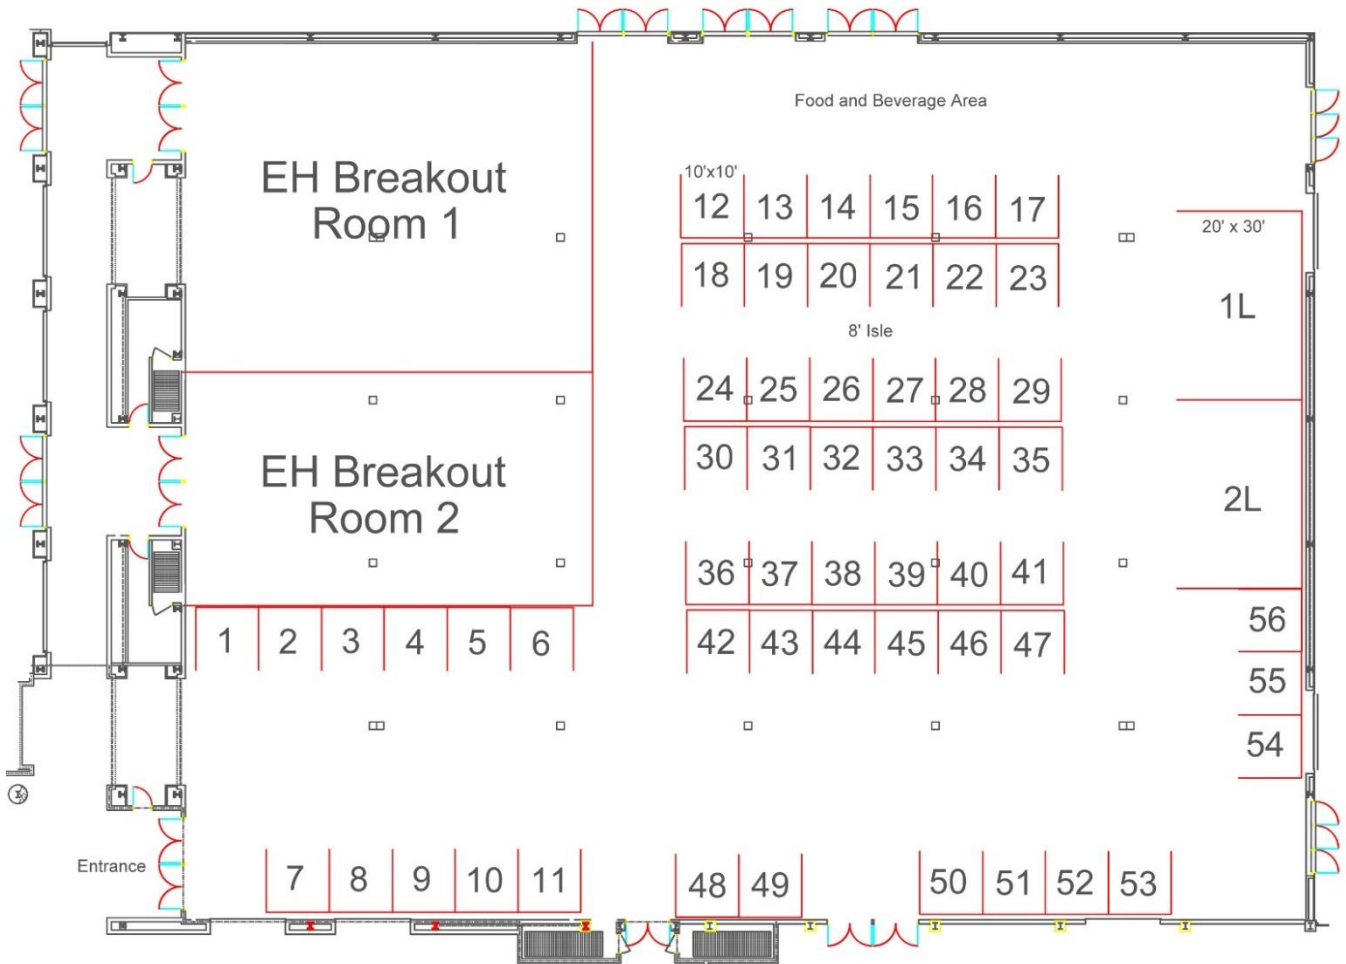 Food and Beverage Area
EH Breakout
Room 1
10'x10'
12 13 14 15 16 17
20' x 30'
18 19 20 21 22 23
1L
8' Isle
24 25 26 27 28 29
EH Breakout
Room 2
30 31 32 33 34 35
2L
36 37 38 39 40 41
1 2 3 4 5 6
42 43 44 45 46 47
56
55
54
Entrance
7 8 9 10 11
48 49
50 51 52 53